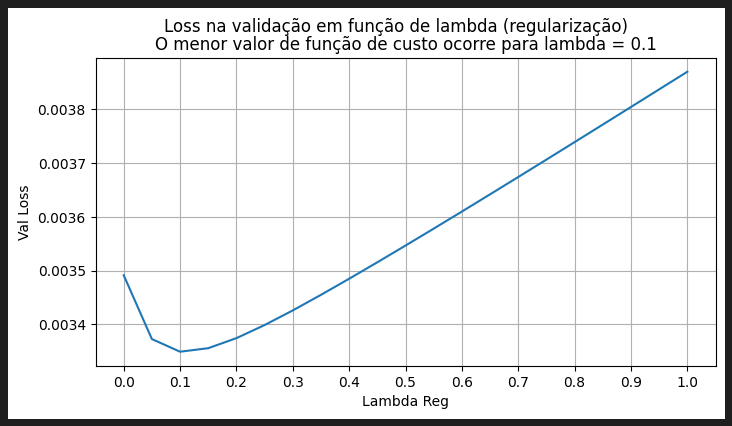 Loss na validação em função de lambda (regularização)
O menor valor de função de custo ocorre para lambda = 0.1
Val Loss
0.0038
0.0037
0.0036
0.0035
0.0034
0.0 0.1 0.2 0.3 0.4 0.5 0.6 0.7 0.8 0.9 1.0
Lambda Reg